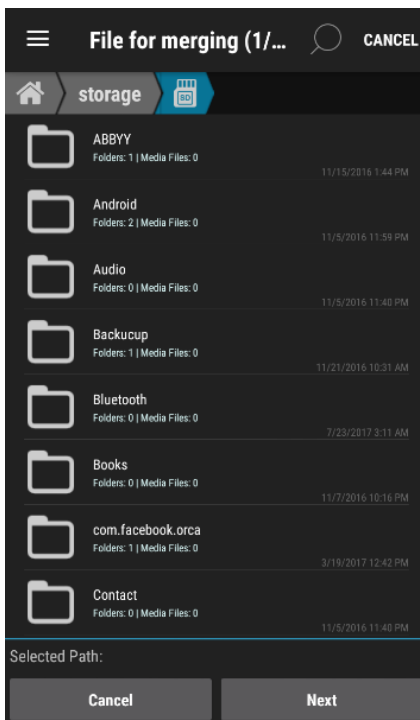 File for merging (1/...
CANCEL
storage
SD
ABBYY
Folders: 1 | Media Files: 0
11/15/2016 1:44 PM
Android
Folders: 2 | Media Files: 0
11/5/2016 11:59 PM
Audio
Folders: 0 | Media Files: 0
11/5/2016 11:40 PM
Backucup
Folders: 1 | Media Files: 0
11/21/2016 10:31 AM
Bluetooth
Folders: 0 | Media Files: 0
7/23/2017 3:11 AM
Books
Folders: 0 | Media Files: 0
11/7/2016 10:16 PM
com.facebook.orca
Folders: 1 | Media Files: 0
3/19/2017 12:42 PM
Contact
Folders: 0 | Media Files: 0
11/5/2016 11:40 PM
Selected Path:
Cancel
Next